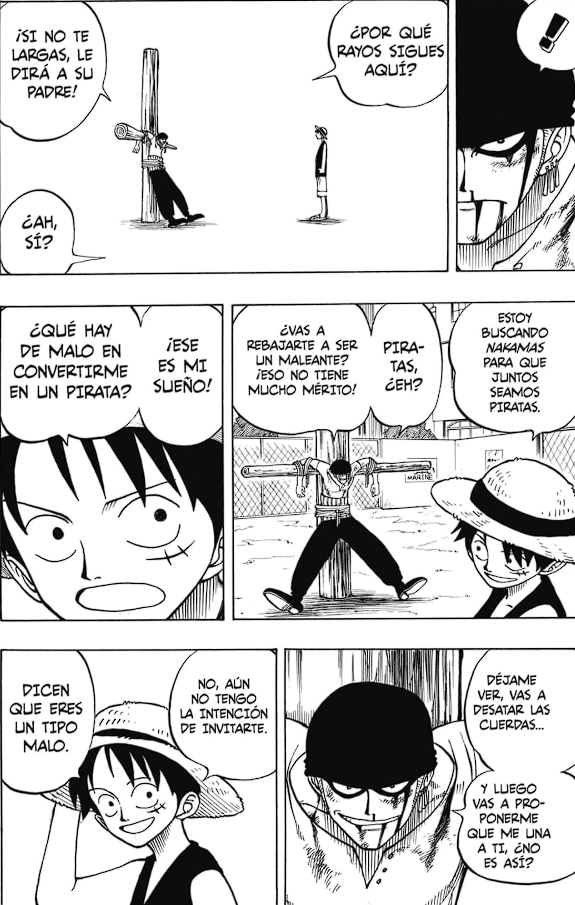 !
¿POR QUÉ
RAYOS SIGUES
AQUÍ?
¡SI NO TE
LARGAS, LE
DIRÁ A SU
PADRE!
¿AH,
SÍ?
ESTOY
BUSCANDO
NAKAMAS
PARA QUE
JUNTOS
SEAMOS
PIRATAS.
PIRA-
TAS,
¿EH?
¿VAS A
REBAJARTE A SER
UN MALEANTE?
¡ESO NO TIENE
MUCHO MÉRITO!
MARINE
¡ESE
ES MI
SUEÑO!
¿QUÉ HAY
DE MALO EN
CONVERTIRME
EN UN PIRATA?
DÉJAME
VER, VAS A
DESATAR LAS
CUERDAS...
Y LUEGO
VAS A PRO-
PONERME
QUE ME UNA
A TI, ¿NO
ES ASÍ?
NO, AÚN
NO TENGO
LA INTENCIÓN
DE INVITARTE.
DICEN
QUE ERES
UN TIPO
MALO.